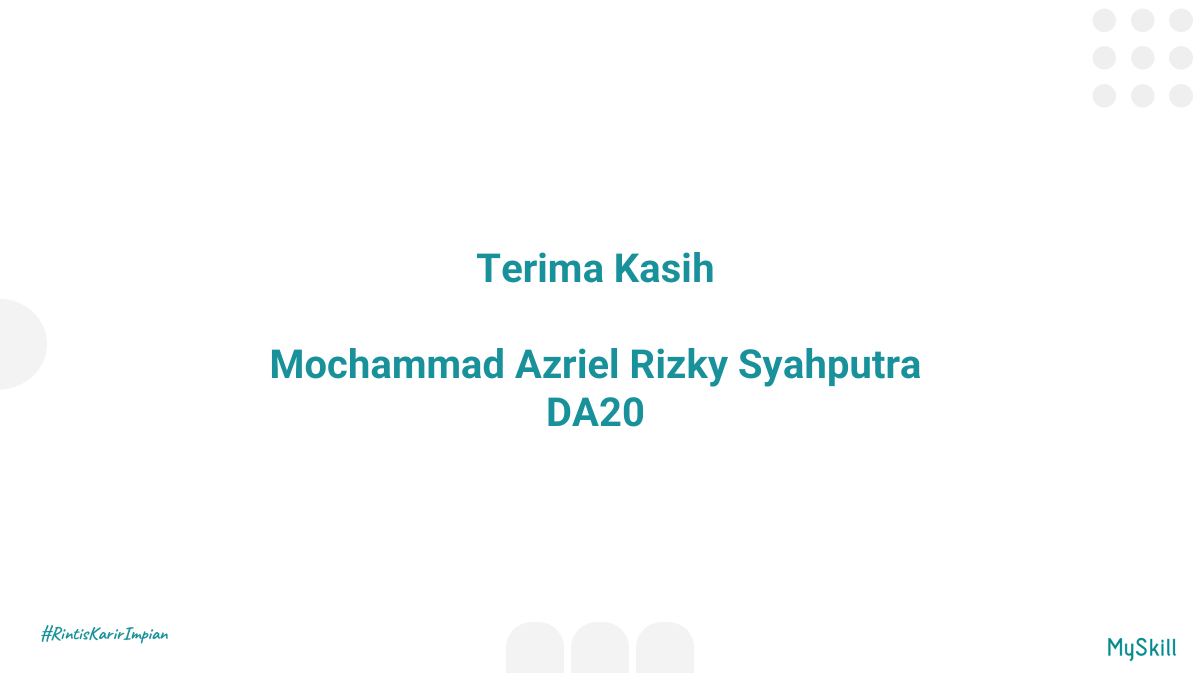 Terima Kasih
Mochammad Azriel Rizky Syahputra
DA20
#RintisKarirImpian
MySkill